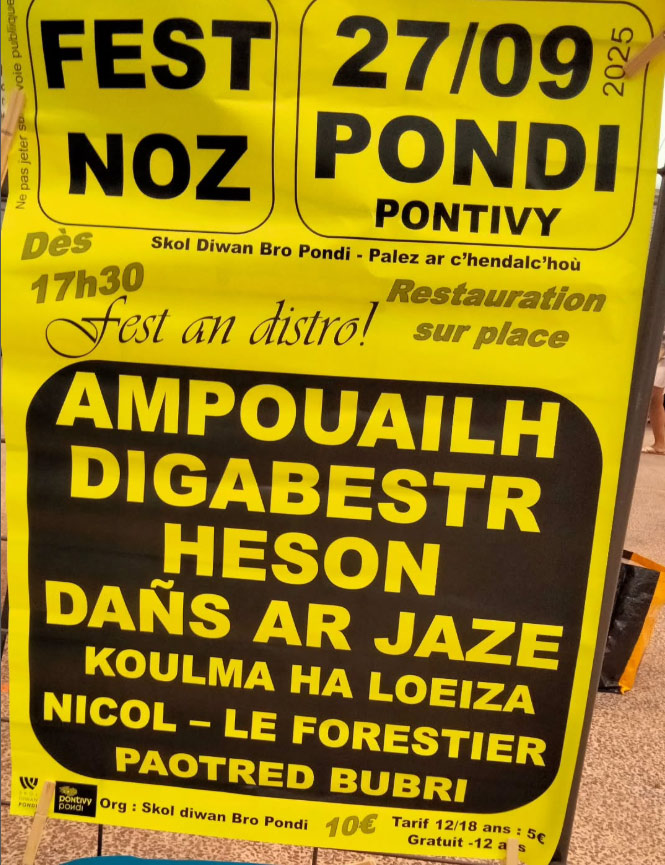 Ne pas jeter sur voie publique
FEST
NOZ
27/09
2025
PONDI
PONTIVY
Skol Diwan Bro Pondi - Palez ar c'hendalc'hoù
Dès
17h30
Restauration
sur place
Fest an distro!
AMPOUAILH
DIGABESTR
HESON
DAÑS AR JAZE
KOULMA HA LOEIZA
NICOL – LE FORESTIER
PAOTRED BUBRI
PONTIVY
pondi
Org : Skol diwan Bro Pondi
10€
Tarif 12/18 ans : 5€
Gratuit -12 ans